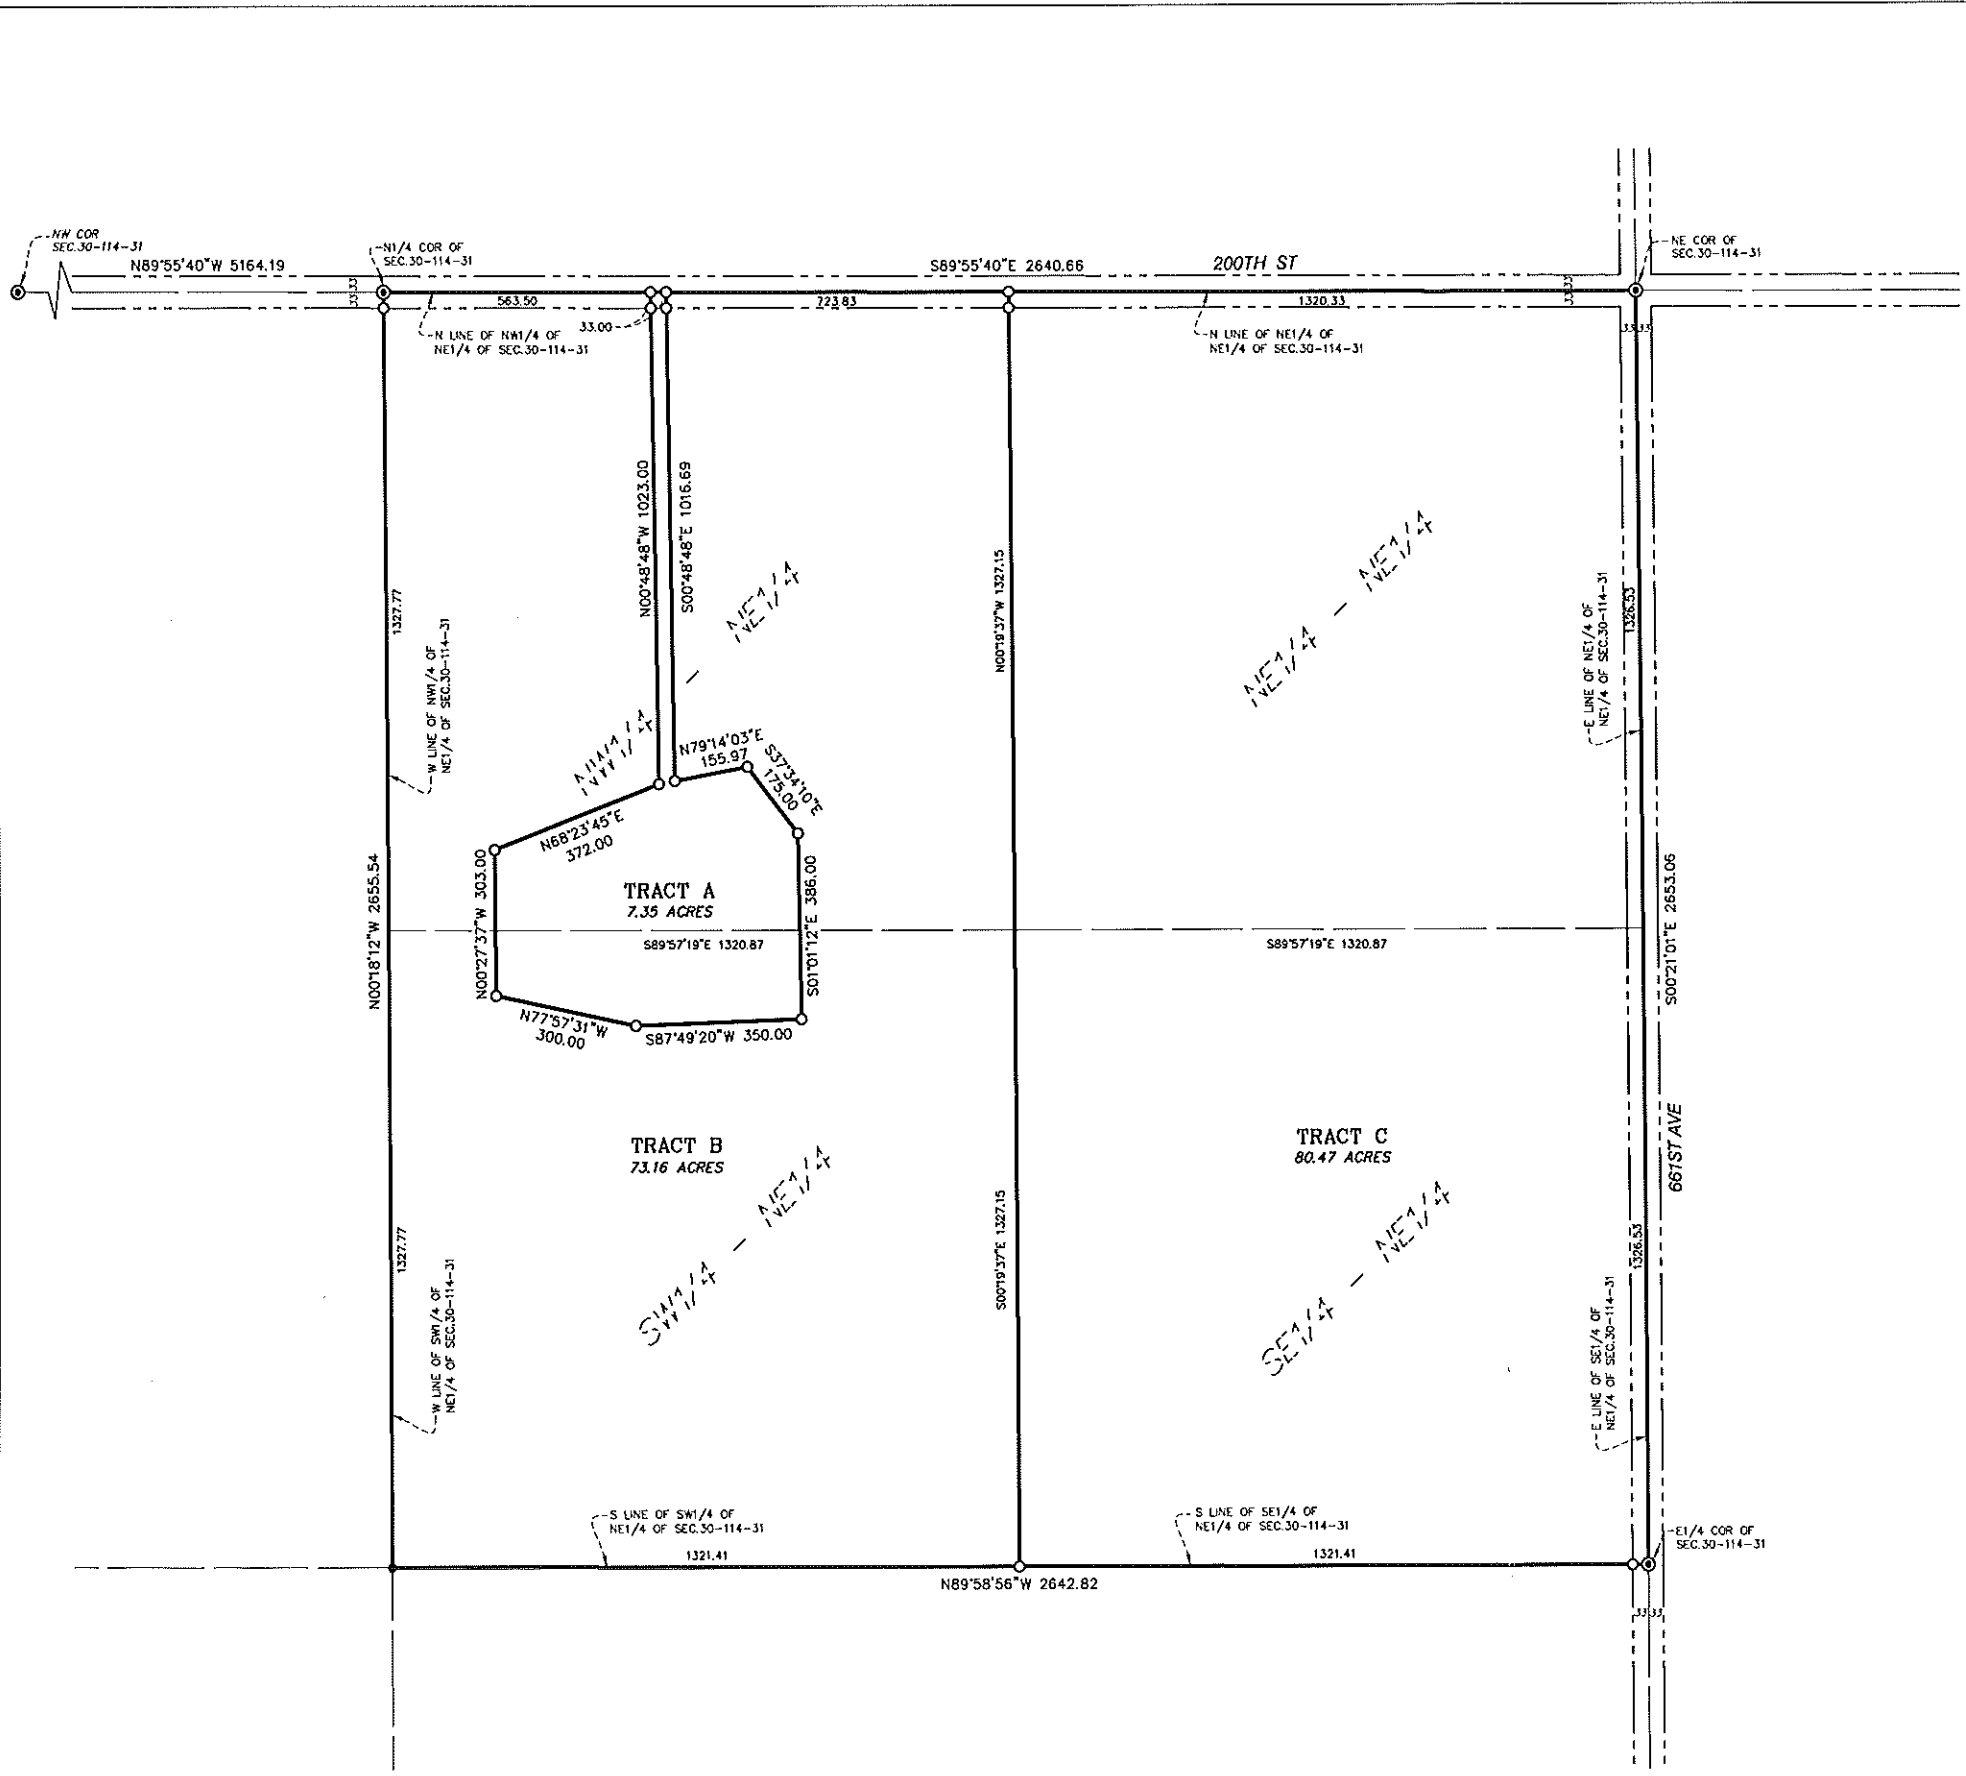 NW COR
SEC.30-114-31
N89°55'40"W 5164.19
N1/4 COR OF
SEC.30-114-31
S89°55'40"E 2640.66
200TH ST
NE COR OF
SEC.30-114-31
33
33
563.50
33.00
223.83
1320.33
33
33
33
33
N LINE OF NW1/4 OF
NE1/4 OF SEC.30-114-31
N LINE OF NE1/4 OF
NE1/4 OF SEC.30-114-31
N00°48'48"W 1023.00
S00°48'48"E 1016.69
NW1/4 - NE1/4
N00°19'37"W 1327.15
NE1/4 - NE1/4
1327.77
W LINE OF NW1/4 OF
NE1/4 OF SEC.30-114-31
E LINE OF NE1/4 OF
NE1/4 OF SEC.30-114-31
1326.53
N79°14'03"E
155.97
S37°34'10"E
175.00
N68°23'45"E
372.00
N00°18'12"W 2655.54
N00°27'37"W 303.00
TRACT A
7.35 ACRES
S01°01'12"E 386.00
S89°57'19"E 1320.87
S89°57'19"E 1320.87
S00°21'01"E 2653.06
N77°57'31"W
300.00
S87°49'20"W 350.00
TRACT B
73.16 ACRES
SW1/4 - NE1/4
TRACT C
80.47 ACRES
SE1/4 - NE1/4
661ST AVE
1327.77
S00°19'37"E 1327.15
1326.53
W LINE OF SW1/4 OF
NE1/4 OF SEC.30-114-31
E LINE OF SE1/4 OF
NE1/4 OF SEC.30-114-31
S LINE OF SW1/4 OF
NE1/4 OF SEC.30-114-31
S LINE OF SE1/4 OF
NE1/4 OF SEC.30-114-31
E1/4 COR OF
SEC.30-114-31
1321.41
1321.41
N89°58'56"W 2642.82
33
33